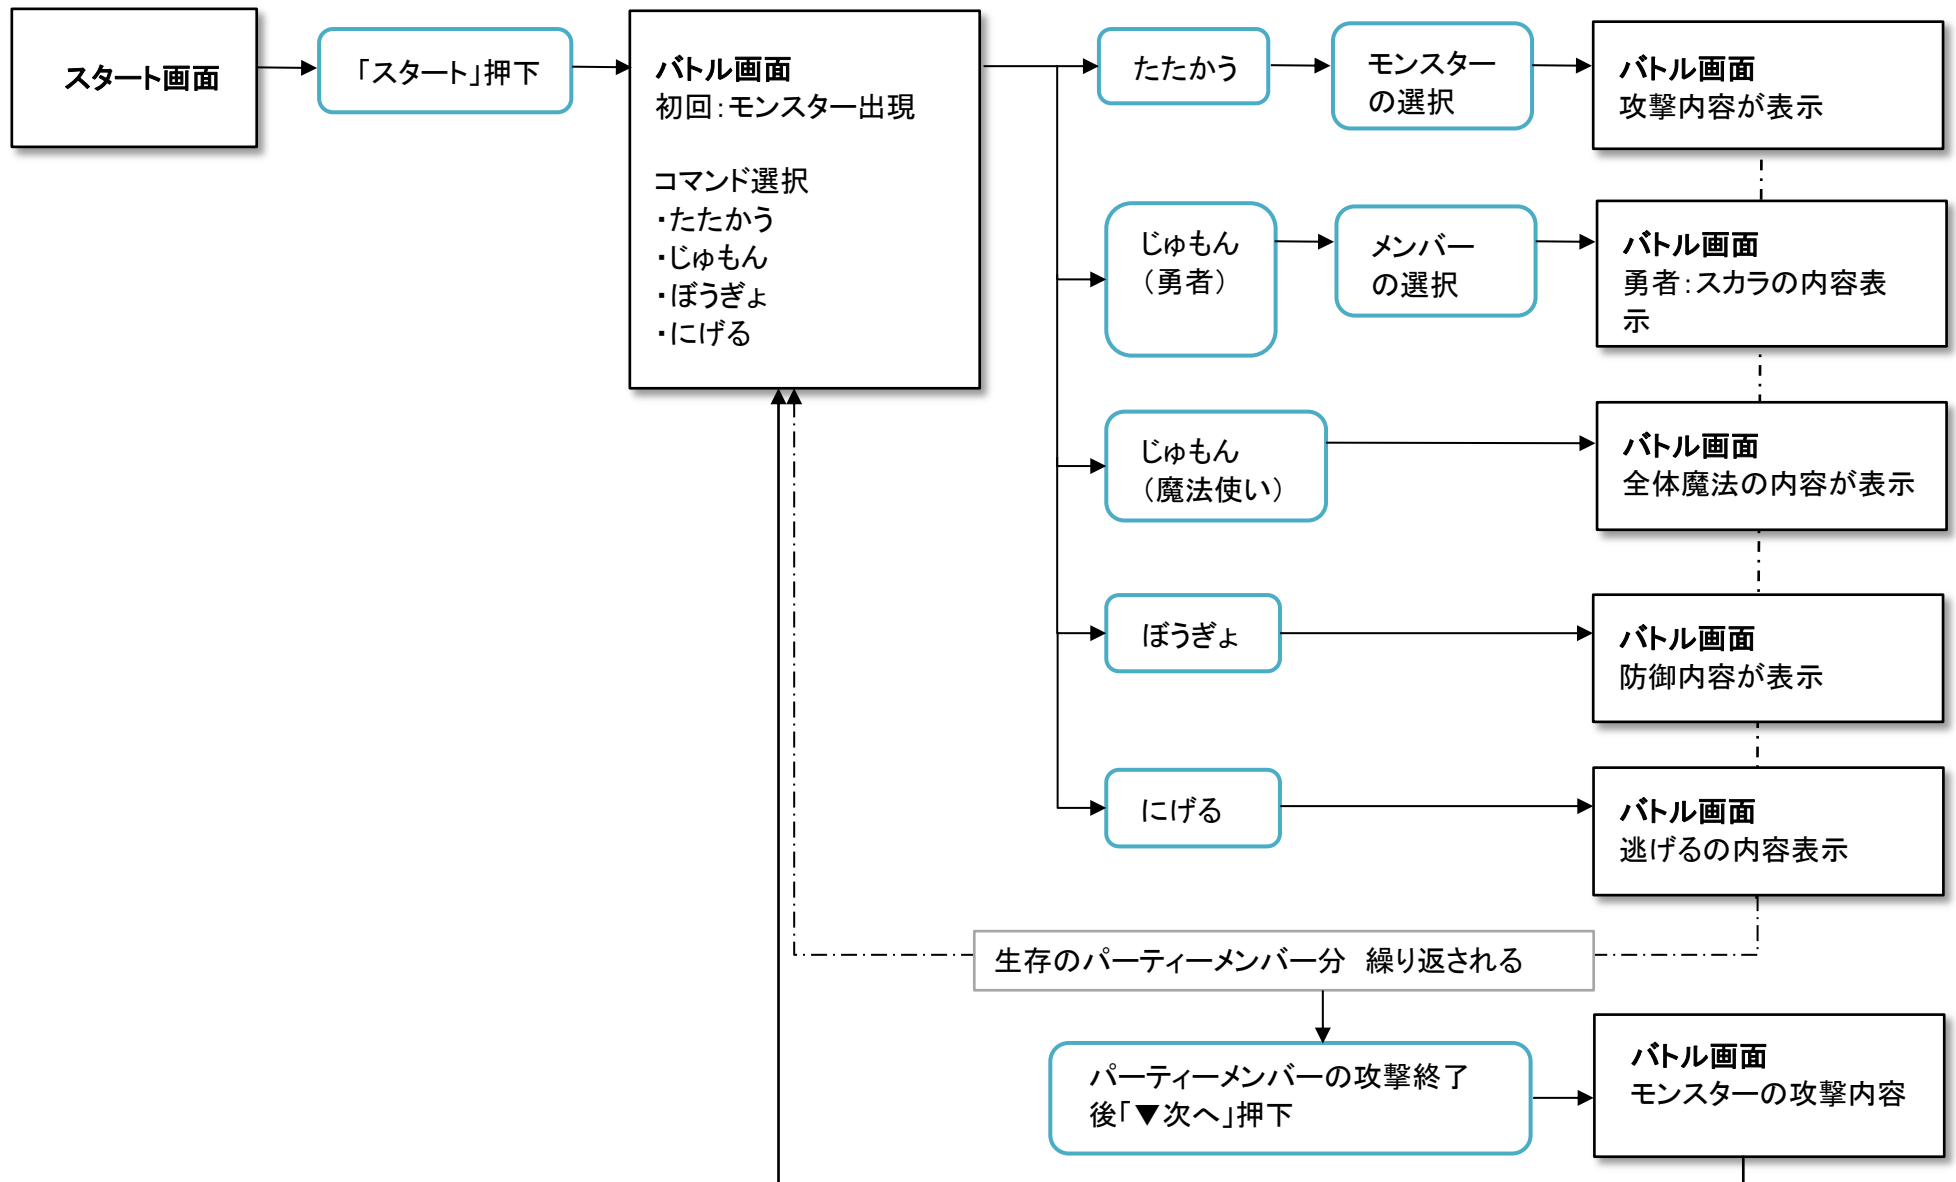 スタート画面
「スタート」押下
バトル画面
初回：モンスター出現
コマンド選択
・たたかう
・じゅもん
・ぼうぎょ
・にげる
たたかう
モンスター
の選択
バトル画面
攻撃内容が表示
じゅもん
（勇者）
メンバー
の選択
バトル画面
勇者：スカラの内容表
示
じゅもん
（魔法使い）
バトル画面
全体魔法の内容が表示
ぼうぎょ
バトル画面
防御内容が表示
にげる
バトル画面
逃げるの内容表示
生存のパーティーメンバー分　繰り返される
パーティーメンバーの攻撃終了
後「▼次へ」押下
バトル画面
モンスターの攻撃内容